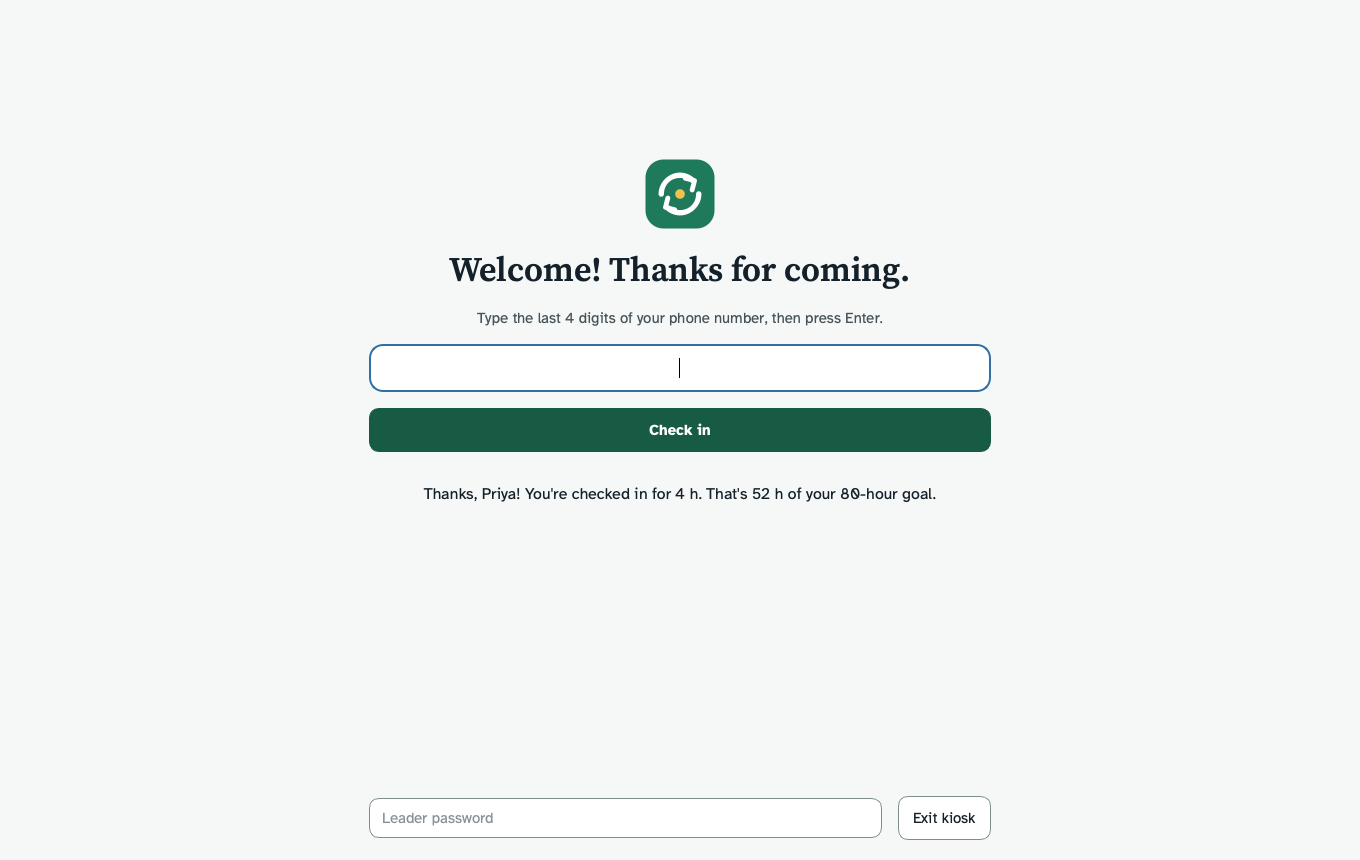 Welcome! Thanks for coming.
Type the last 4 digits of your phone number, then press Enter.
Check in
Thanks, Priya! You're checked in for 4 h. That's 52 h of your 80-hour goal.
Leader password
Exit kiosk